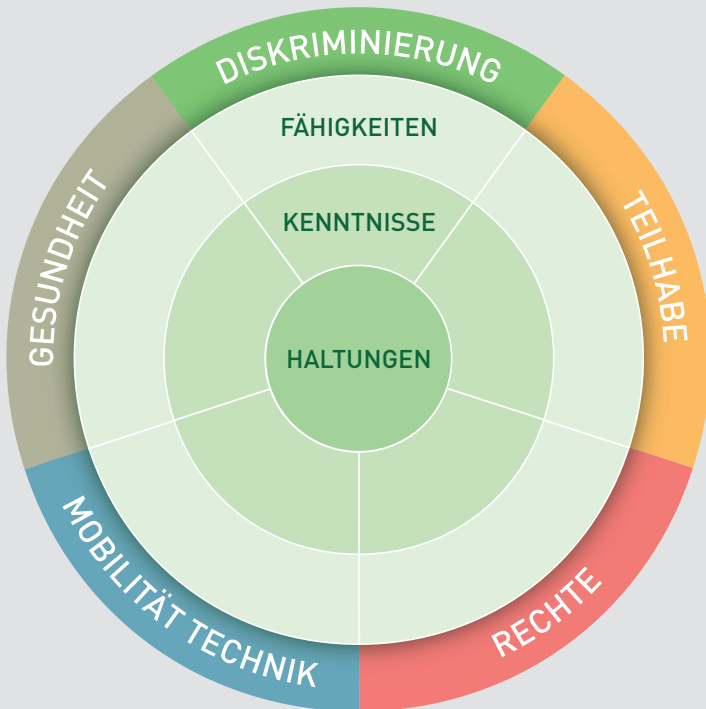 DISKRIMINIERUNG
FÄHIGKEITEN
KENNTNISSE
HALTUNGEN
TEILHABE
RECHTE
MOBILITÄT TECHNIK
GESUNDHEIT